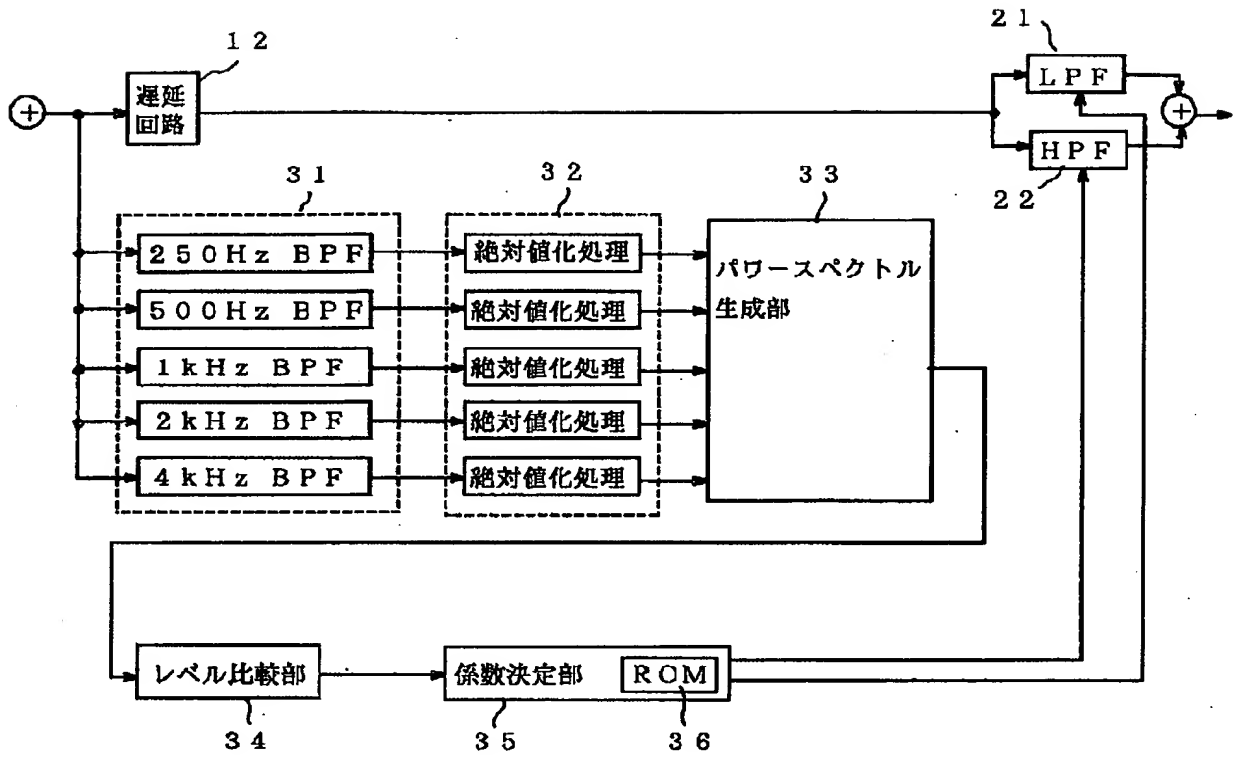 21
12
LPF
遅延
回路
HPF
22
31
32
33
250Hz BPF
絶対値化処理
パワースペクトル
生成部
500Hz BPF
絶対値化処理
1kHz BPF
絶対値化処理
2kHz BPF
絶対値化処理
4kHz BPF
絶対値化処理
レベル比較部
係数決定部
ROM
34
35
36